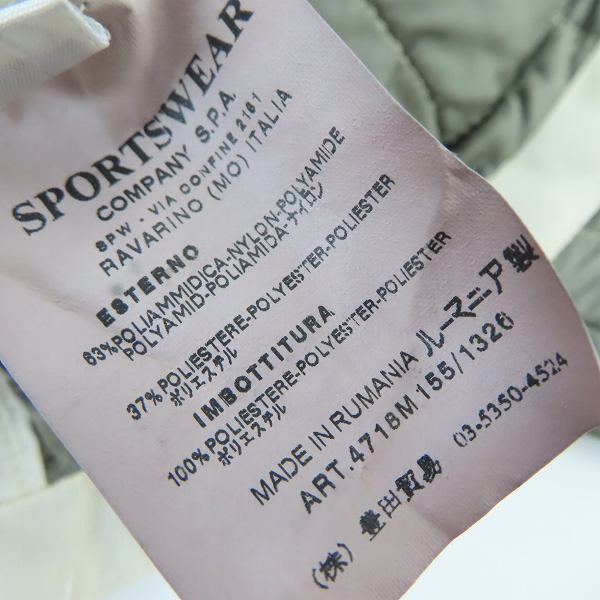 SPORTSWEAR
COMPANY S.P.A.
SPW - VIA CONFINE 2161
RAVARINO (MO) ITALIA
ESTERNO
63%POLIAMMIDICA-NYLON-POLYAMIDE
POLYAMID-POLIAMIDA-ナイロン
37% POLIESTERE-POLYESTER-POLIESTER
ポリエステル
IMBOTTITURA
100% POLIESTERE-POLYESTER-POLIESTER
ポリエステル
MADE IN RUMANIA ルーマニア製
ART.4718M 155/1326
(株) 豊田貿易 03-5350-4524